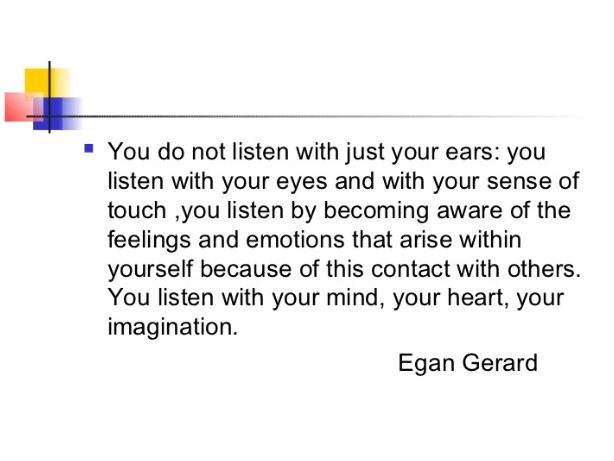 You do not listen with just your ears: you
listen with your eyes and with your sense of
touch ,you listen by becoming aware of the
feelings and emotions that arise within
yourself because of this contact with others.
You listen with your mind, your heart, your
imagination.
Egan Gerard